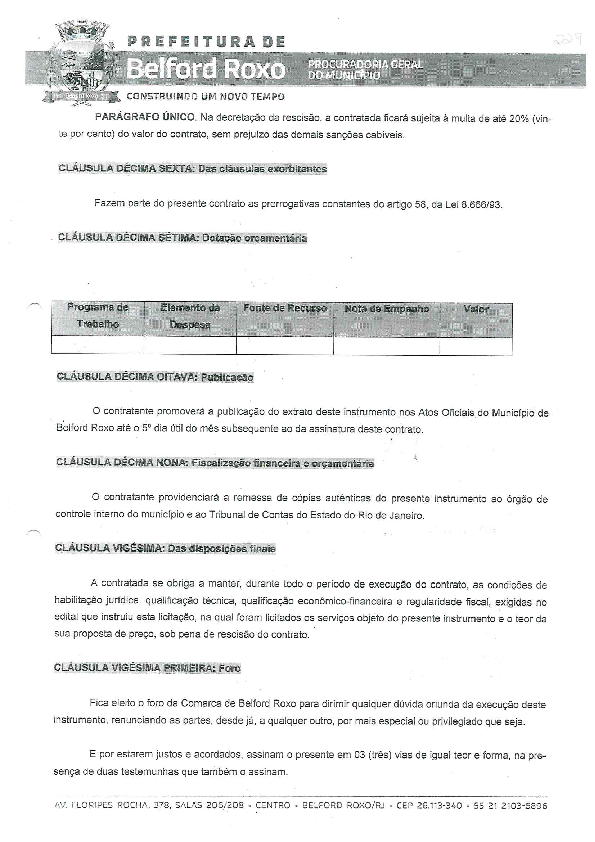 PREFEITURA DE
229
Belford Roxo
PROCURADORIA GERAL
DO MUNICÍPIO
CONSTRUINDO UM NOVO TEMPO
PARÁGRAFO ÚNICO. Na decretação da rescisão, a contratada ficará sujeita à multa de até 20% (vin-
te por cento) do valor do contrato, sem prejuízo das demais sanções cabíveis.
CLÁUSULA DÉCIMA SEXTA: Das cláusulas exorbitantes
Fazem parte do presente contrato as prerrogativas constantes do artigo 58, da Lei 8.666/93.
CLÁUSULA DÉCIMA SÉTIMA: Dotação orçamentária
Programa de Trabalho Elemento da Despesa Fonte de Recurso Nota de Empenho Valor
CLÁUSULA DÉCIMA OITAVA: Publicação
O contratante promoverá a publicação do extrato deste instrumento nos Atos Oficiais do Município de
Belford Roxo até o 5º dia útil do mês subsequente ao da assinatura deste contrato.
CLÁUSULA DÉCIMA NONA: Fiscalização financeira e orçamentária
O contratante providenciará a remessa de cópias autênticas do presente instrumento ao órgão de
controle interno do município e ao Tribunal de Contas do Estado do Rio de Janeiro.
CLÁUSULA VIGÉSIMA: Das disposições finais
A contratada se obriga a manter, durante todo o período de execução do contrato, as condições de
habilitação jurídica, qualificação técnica, qualificação econômico-financeira e regularidade fiscal, exigidas no
edital que instruiu esta licitação, na qual foram licitados os serviços objeto do presente instrumento e o teor da
sua proposta de preço, sob pena de rescisão do contrato.
CLÁUSULA VIGÉSIMA PRIMEIRA: Foro
Fica eleito o foro da Comarca de Belford Roxo para dirimir qualquer dúvida oriunda da execução deste
instrumento, renunciando as partes, desde já, a qualquer outro, por mais especial ou privilegiado que seja.
E por estarem justos e acordados, assinam o presente em 03 (três) vias de igual teor e forma, na pre-
sença de duas testemunhas que também o assinam.
AV. FLORIPES ROCHA, 378, SALAS 206/208 • CENTRO • BELFORD ROXO/RJ • CEP 26.113-340 • 55 21 2103-6896